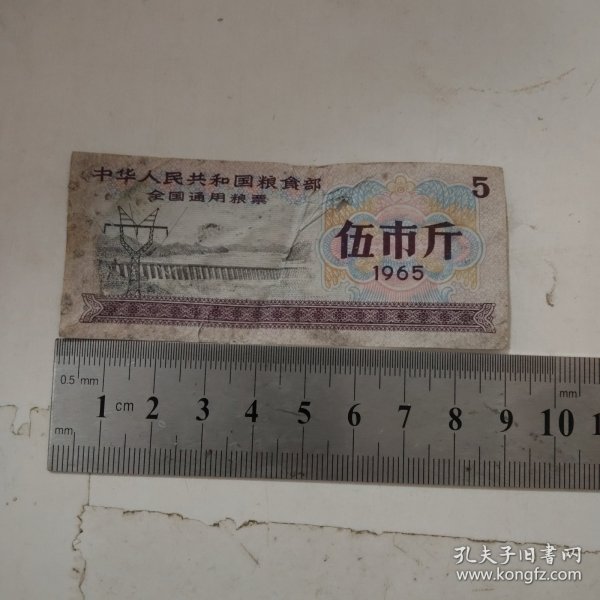 中华人民共和国粮食部
全国通用粮票
5
伍市斤
1965
0.5 mm
mm
1 cm 2 3 4 5 6 7 8 9 10 1
mm
孔夫子旧书网
www.kongfz.com